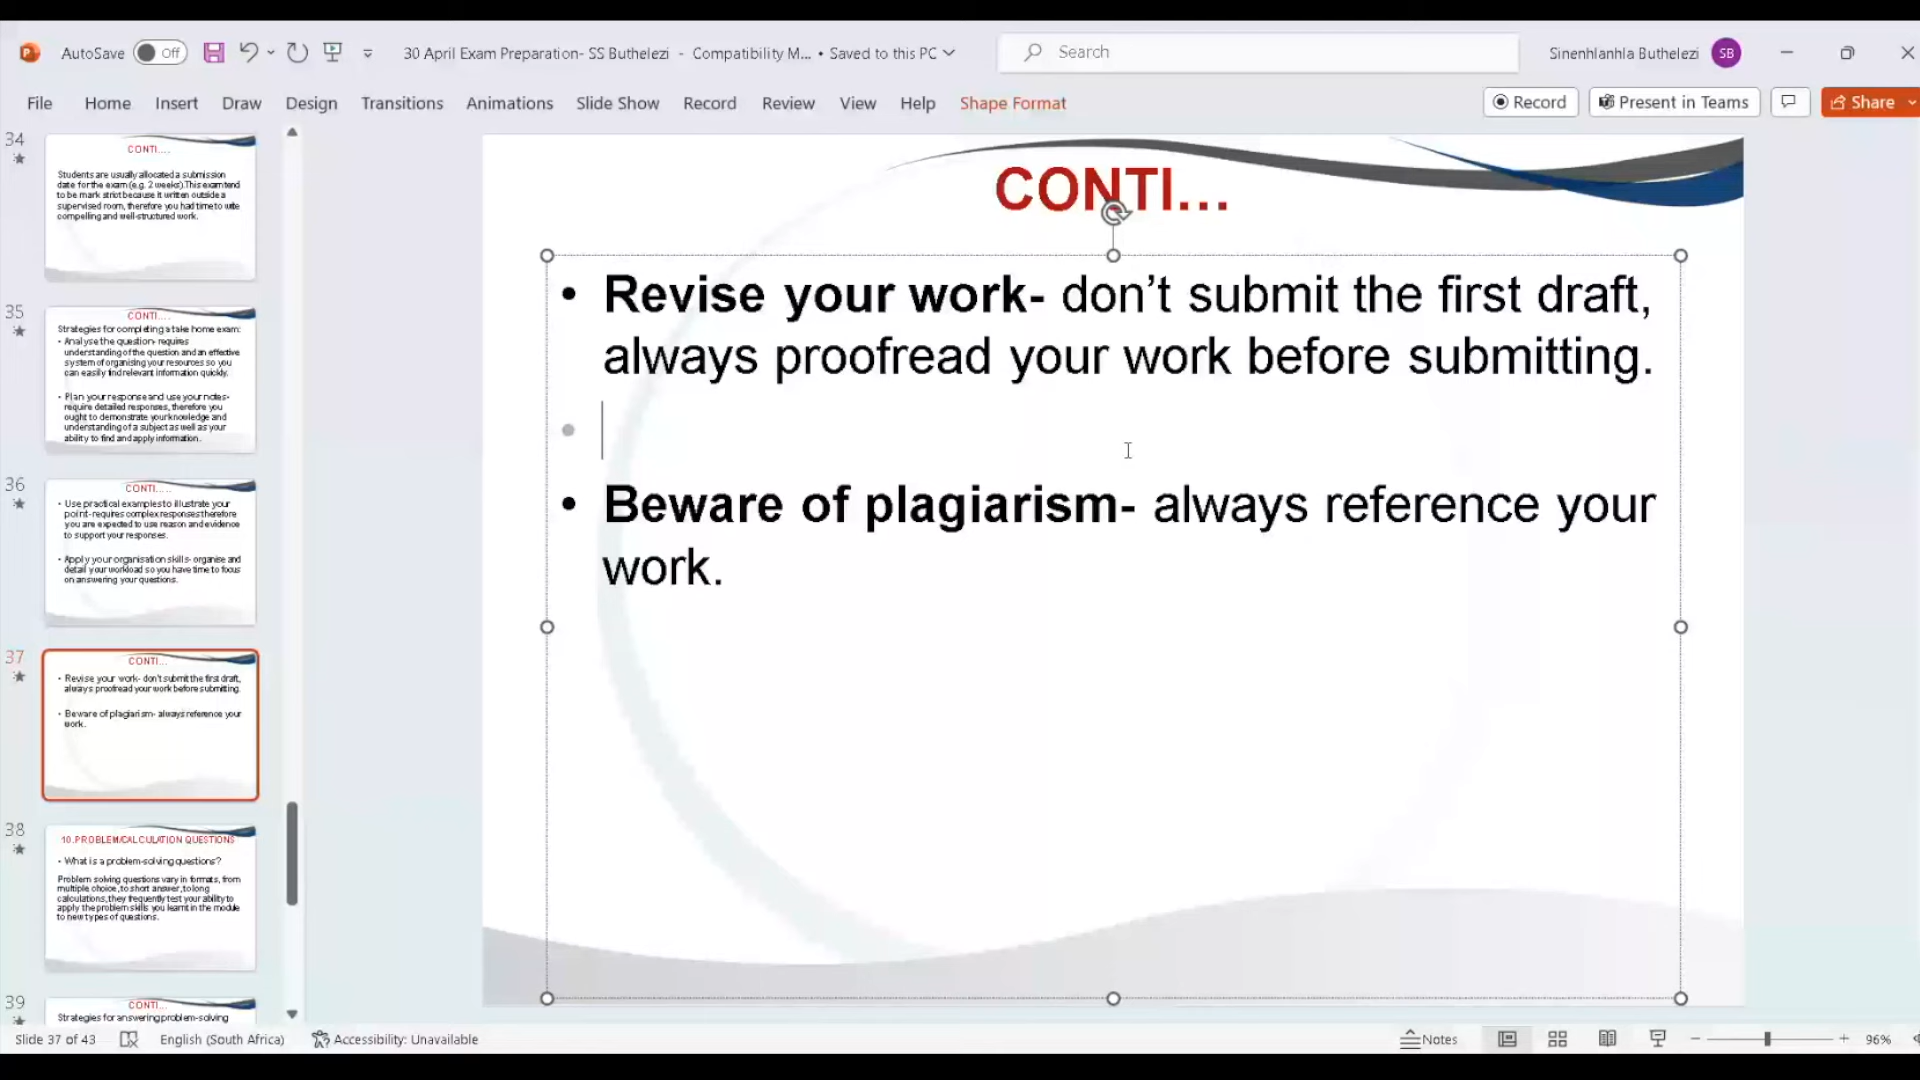 AutoSave Off 30 April Exam Preparation- SS Buthelezi - Compatibility M... • Saved to this PC Search Sinenhlanhla Buthelezi SB
File Home Insert Draw Design Transitions Animations Slide Show Record Review View Help Shape Format Record Present in Teams Share
34
CONTI....
Students are usually allocated a submission
date for the exam (e.g. 2 weeks).This exam tend
to be mark strict because it written outside a
supervised room, therefore you had time to write
compelling and well-structured work.
35
CONTI....
Strategies for completing a take home exam:
• Analyse the question- requires
understanding of the question and an effective
system of organising your resources so you
can easily find relevant information quickly.
• Plan your response and use your notes-
require detailed responses, therefore you
ought to demonstrate your knowledge and
understanding of a subject as well as your
ability to find and apply information.
36
CONTI.....
• Use practical examples to illustrate your
point- requires complex responses therefore
you are expected to use reason and evidence
to support your responses.
• Apply your organisation skills- organise and
detail your workload so you have time to focus
on answering your questions.
37
CONTI...
• Revise your work- don't submit the first draft,
always proofread your work before submitting.
• Beware of plagiarism- always reference your
work.
38
10.PROBLEM/CALCULATION QUESTIONS
• What is a problem-solving questions?
Problem solving questions vary in formats, from
multiple choice, to short answer, to long
calculations, they frequently test your ability to
apply the problem skills you learnt in the module
to new types of questions.
39
CONTI...
Strategies for answering problem-solving
CONTI...
• Revise your work- don’t submit the first draft,
always proofread your work before submitting.
• Beware of plagiarism- always reference your
work.
Slide 37 of 43 English (South Africa) Accessibility: Unavailable Notes 96%